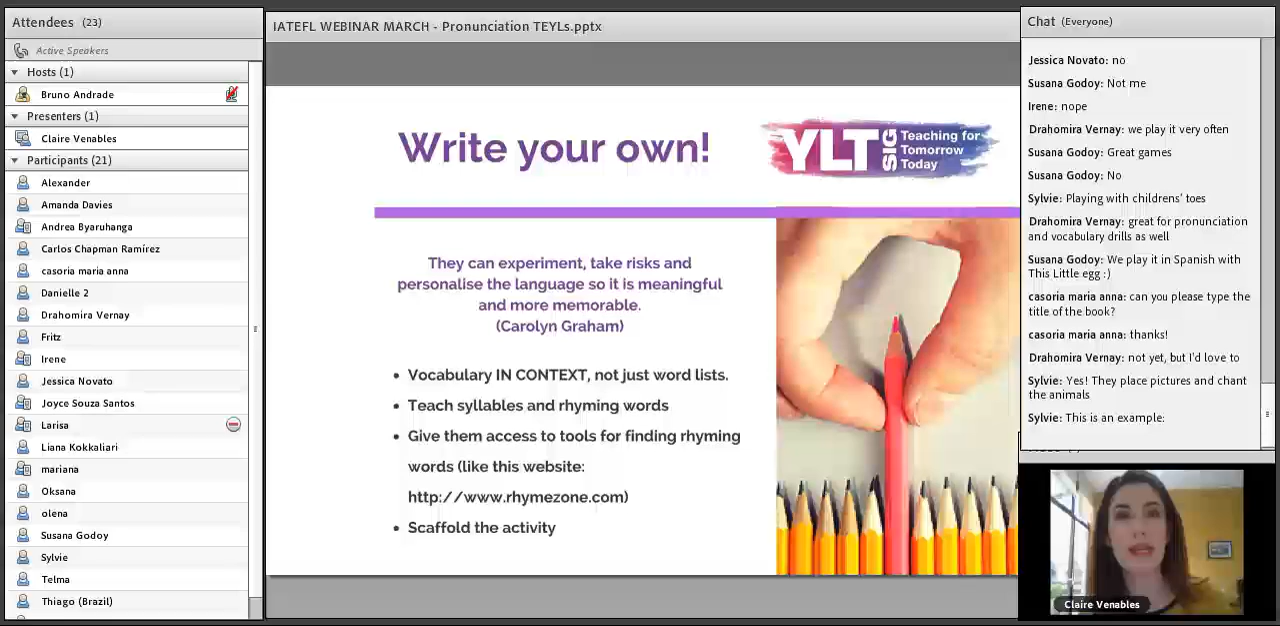 Attendees (23)
Active Speakers
Hosts (1)
Bruno Andrade
Presenters (1)
Claire Venables
Participants (21)
Alexander
Amanda Davies
Andrea Byaruhanga
Carlos Chapman Ramírez
casoria maria anna
Danielle 2
Drahomira Vernay
Fritz
Irene
Jessica Novato
Joyce Souza Santos
Larisa
Liana Kokkaliari
mariana
Oksana
olena
Susana Godoy
Sylvie
Telma
Thiago (Brazil)
IATEFL WEBINAR MARCH - Pronunciation TEYLs.pptx
Write your own!
YLT SIG Teaching for
Tomorrow
Today
They can experiment, take risks and
personalise the language so it is meaningful
and more memorable.
(Carolyn Graham)
• Vocabulary IN CONTEXT, not just word lists.
• Teach syllables and rhyming words
• Give them access to tools for finding rhyming
words (like this website:
http://www.rhymezone.com)
• Scaffold the activity
Chat (Everyone)
Jessica Novato: no
Susana Godoy: Not me
Irene: nope
Drahomira Vernay: we play it very often
Susana Godoy: Great games
Susana Godoy: No
Sylvie: Playing with childrens' toes
Drahomira Vernay: great for pronunciation
and vocabulary drills as well
Susana Godoy: We play it in Spanish with
This Little egg :)
casoria maria anna: can you please type the
title of the book?
casoria maria anna: thanks!
Drahomira Vernay: not yet, but I'd love to
Sylvie: Yes! They place pictures and chant
the animals
Sylvie: This is an example:
Claire Venables